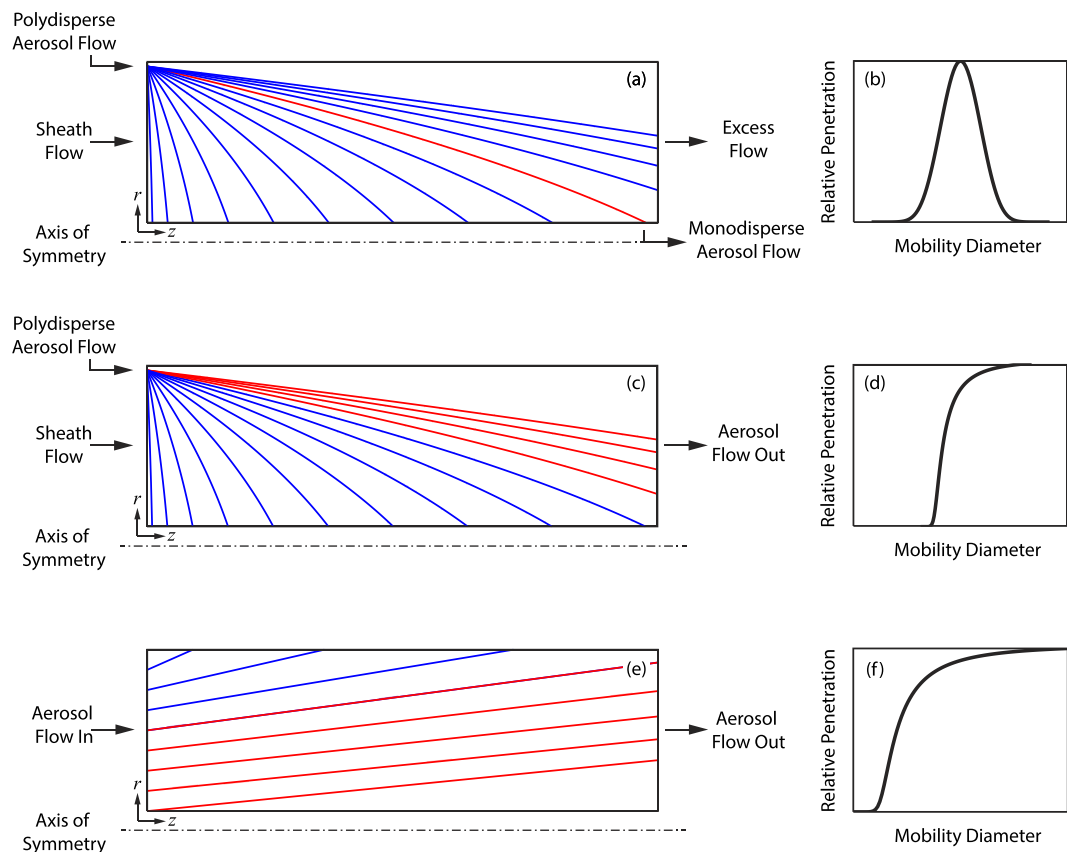 Polydisperse
Aerosol Flow
(a)
(b)
Sheath
Flow
Excess
Flow
Relative Penetration
r
z
Axis of
Symmetry
Monodisperse
Aerosol Flow
Mobility Diameter
Polydisperse
Aerosol Flow
(c)
(d)
Sheath
Flow
Aerosol
Flow Out
Relative Penetration
r
z
Axis of
Symmetry
Mobility Diameter
(e)
(f)
Aerosol
Flow In
Aerosol
Flow Out
Relative Penetration
r
z
Axis of
Symmetry
Mobility Diameter